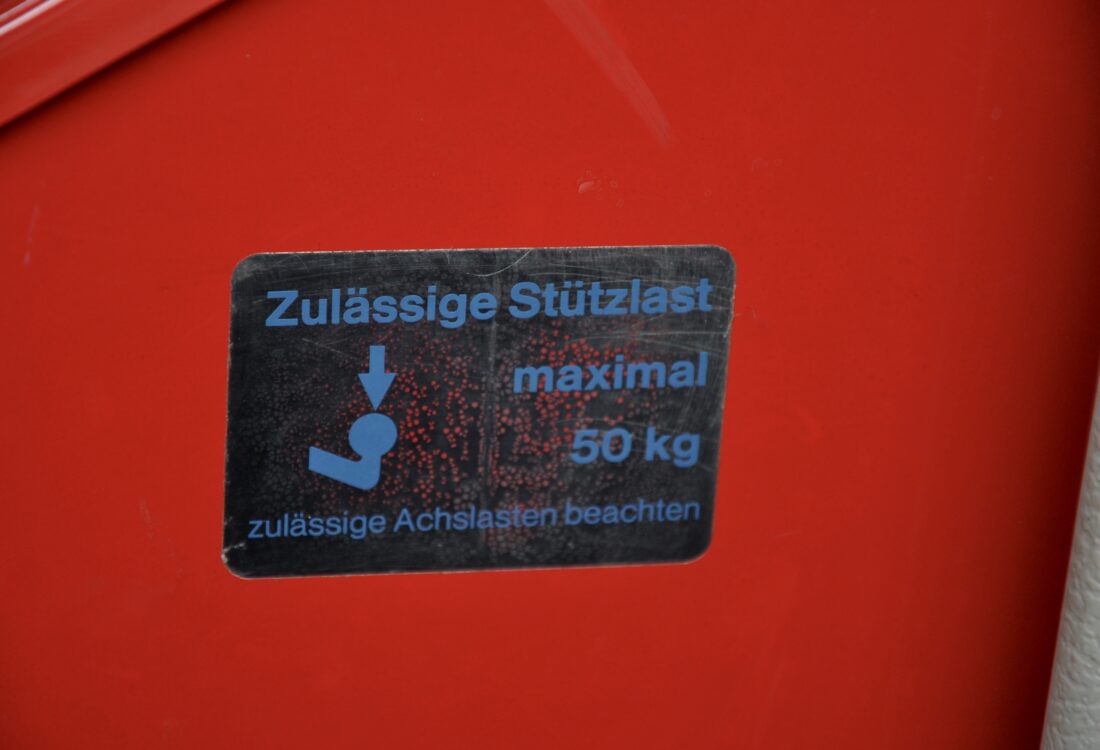 Zulässige Stützlast
maximal
50 kg
zulässige Achslasten beachten